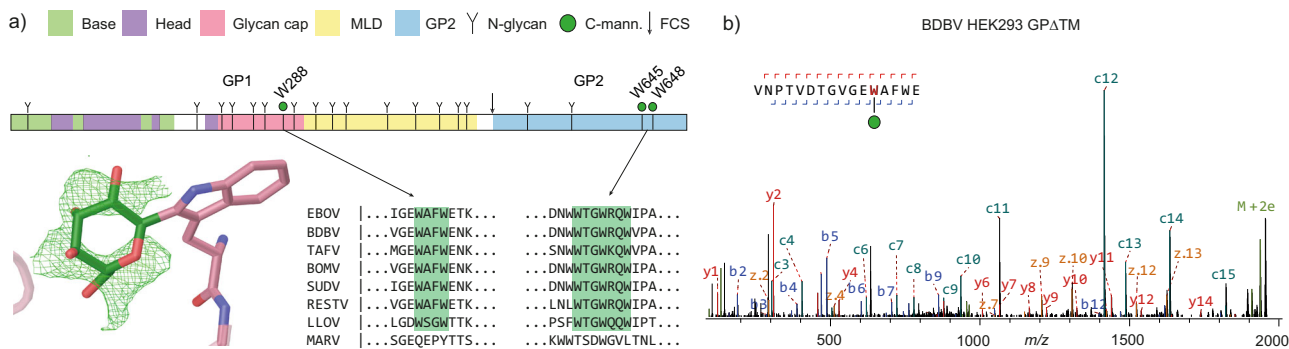 a)
Base Head Glycan cap MLD GP2 N-glycan C-mann. FCS
GP1 W288 GP2 W645 W648
EBOV |...IGEWAFWETK... ...DNWWTGWRQWIPA...
BDBV |...VGEWAFWENK... ...DNWWTGWRQWVPA...
TAFV |...MGEWAFWENK... ...SNWWTGWKQWVPA...
BOMV |...VGEWAFWENK... ...DNWWTGWRQWVPA...
SUDV |...IGEWAFWENK... ...DNWWTGWRQWIPA...
RESTV |...VGEWAFWENK... ...LNLWTGWRQWIPA...
LLOV |...LGDWSGWTTK... ...PSFWTGWQQWIPT...
MARV |...SGEQEPYTTS... ...KWWTSDWGVLTNL...
b)
BDBV HEK293 GPΔTM
VNPTVDTGVGEWAFWE
y1 b2 b3 z.2 y2 c3 c4 b4 b5 z.4 y4 b6 c6 b7 c7 c8 b9 c9 c10 y6 z.7 c11 y7 y8 z.9 y9 z.10 y10 b12 y11 c12 c13 z.12 y12 c14 z.13 y14 c15 M+2e
500 1000 m/z 1500 2000